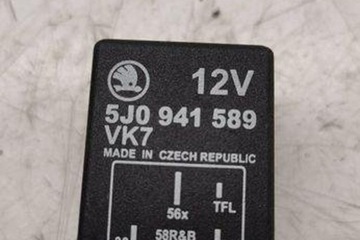 12V
5J0 941 589
VK7
MADE IN CZECH REPUBLIC
56x
TFL
58R&B